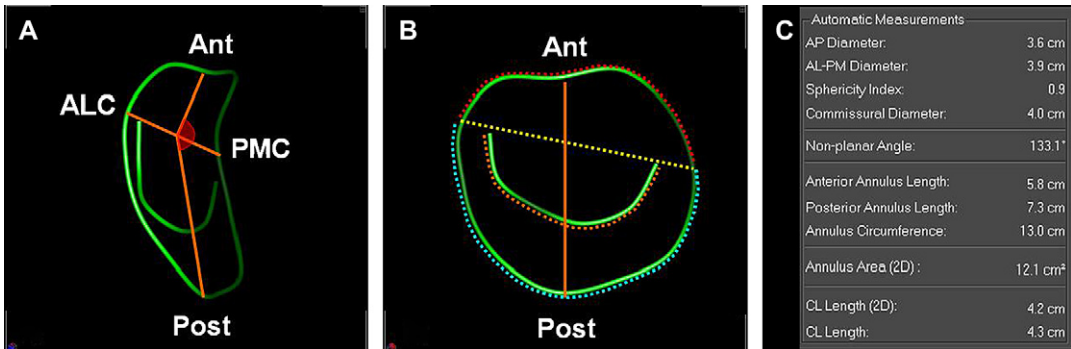 A
Ant
ALC
PMC
Post
B
Ant
Post
C
Automatic Measurements
AP Diameter: 3.6 cm
AL-PM Diameter: 3.9 cm
Sphericity Index: 0.9
Commissural Diameter: 4.0 cm
Non-planar Angle: 133.1°
Anterior Annulus Length: 5.8 cm
Posterior Annulus Length: 7.3 cm
Annulus Circumference: 13.0 cm
Annulus Area (2D) : 12.1 cm²
CL Length (2D): 4.2 cm
CL Length: 4.3 cm